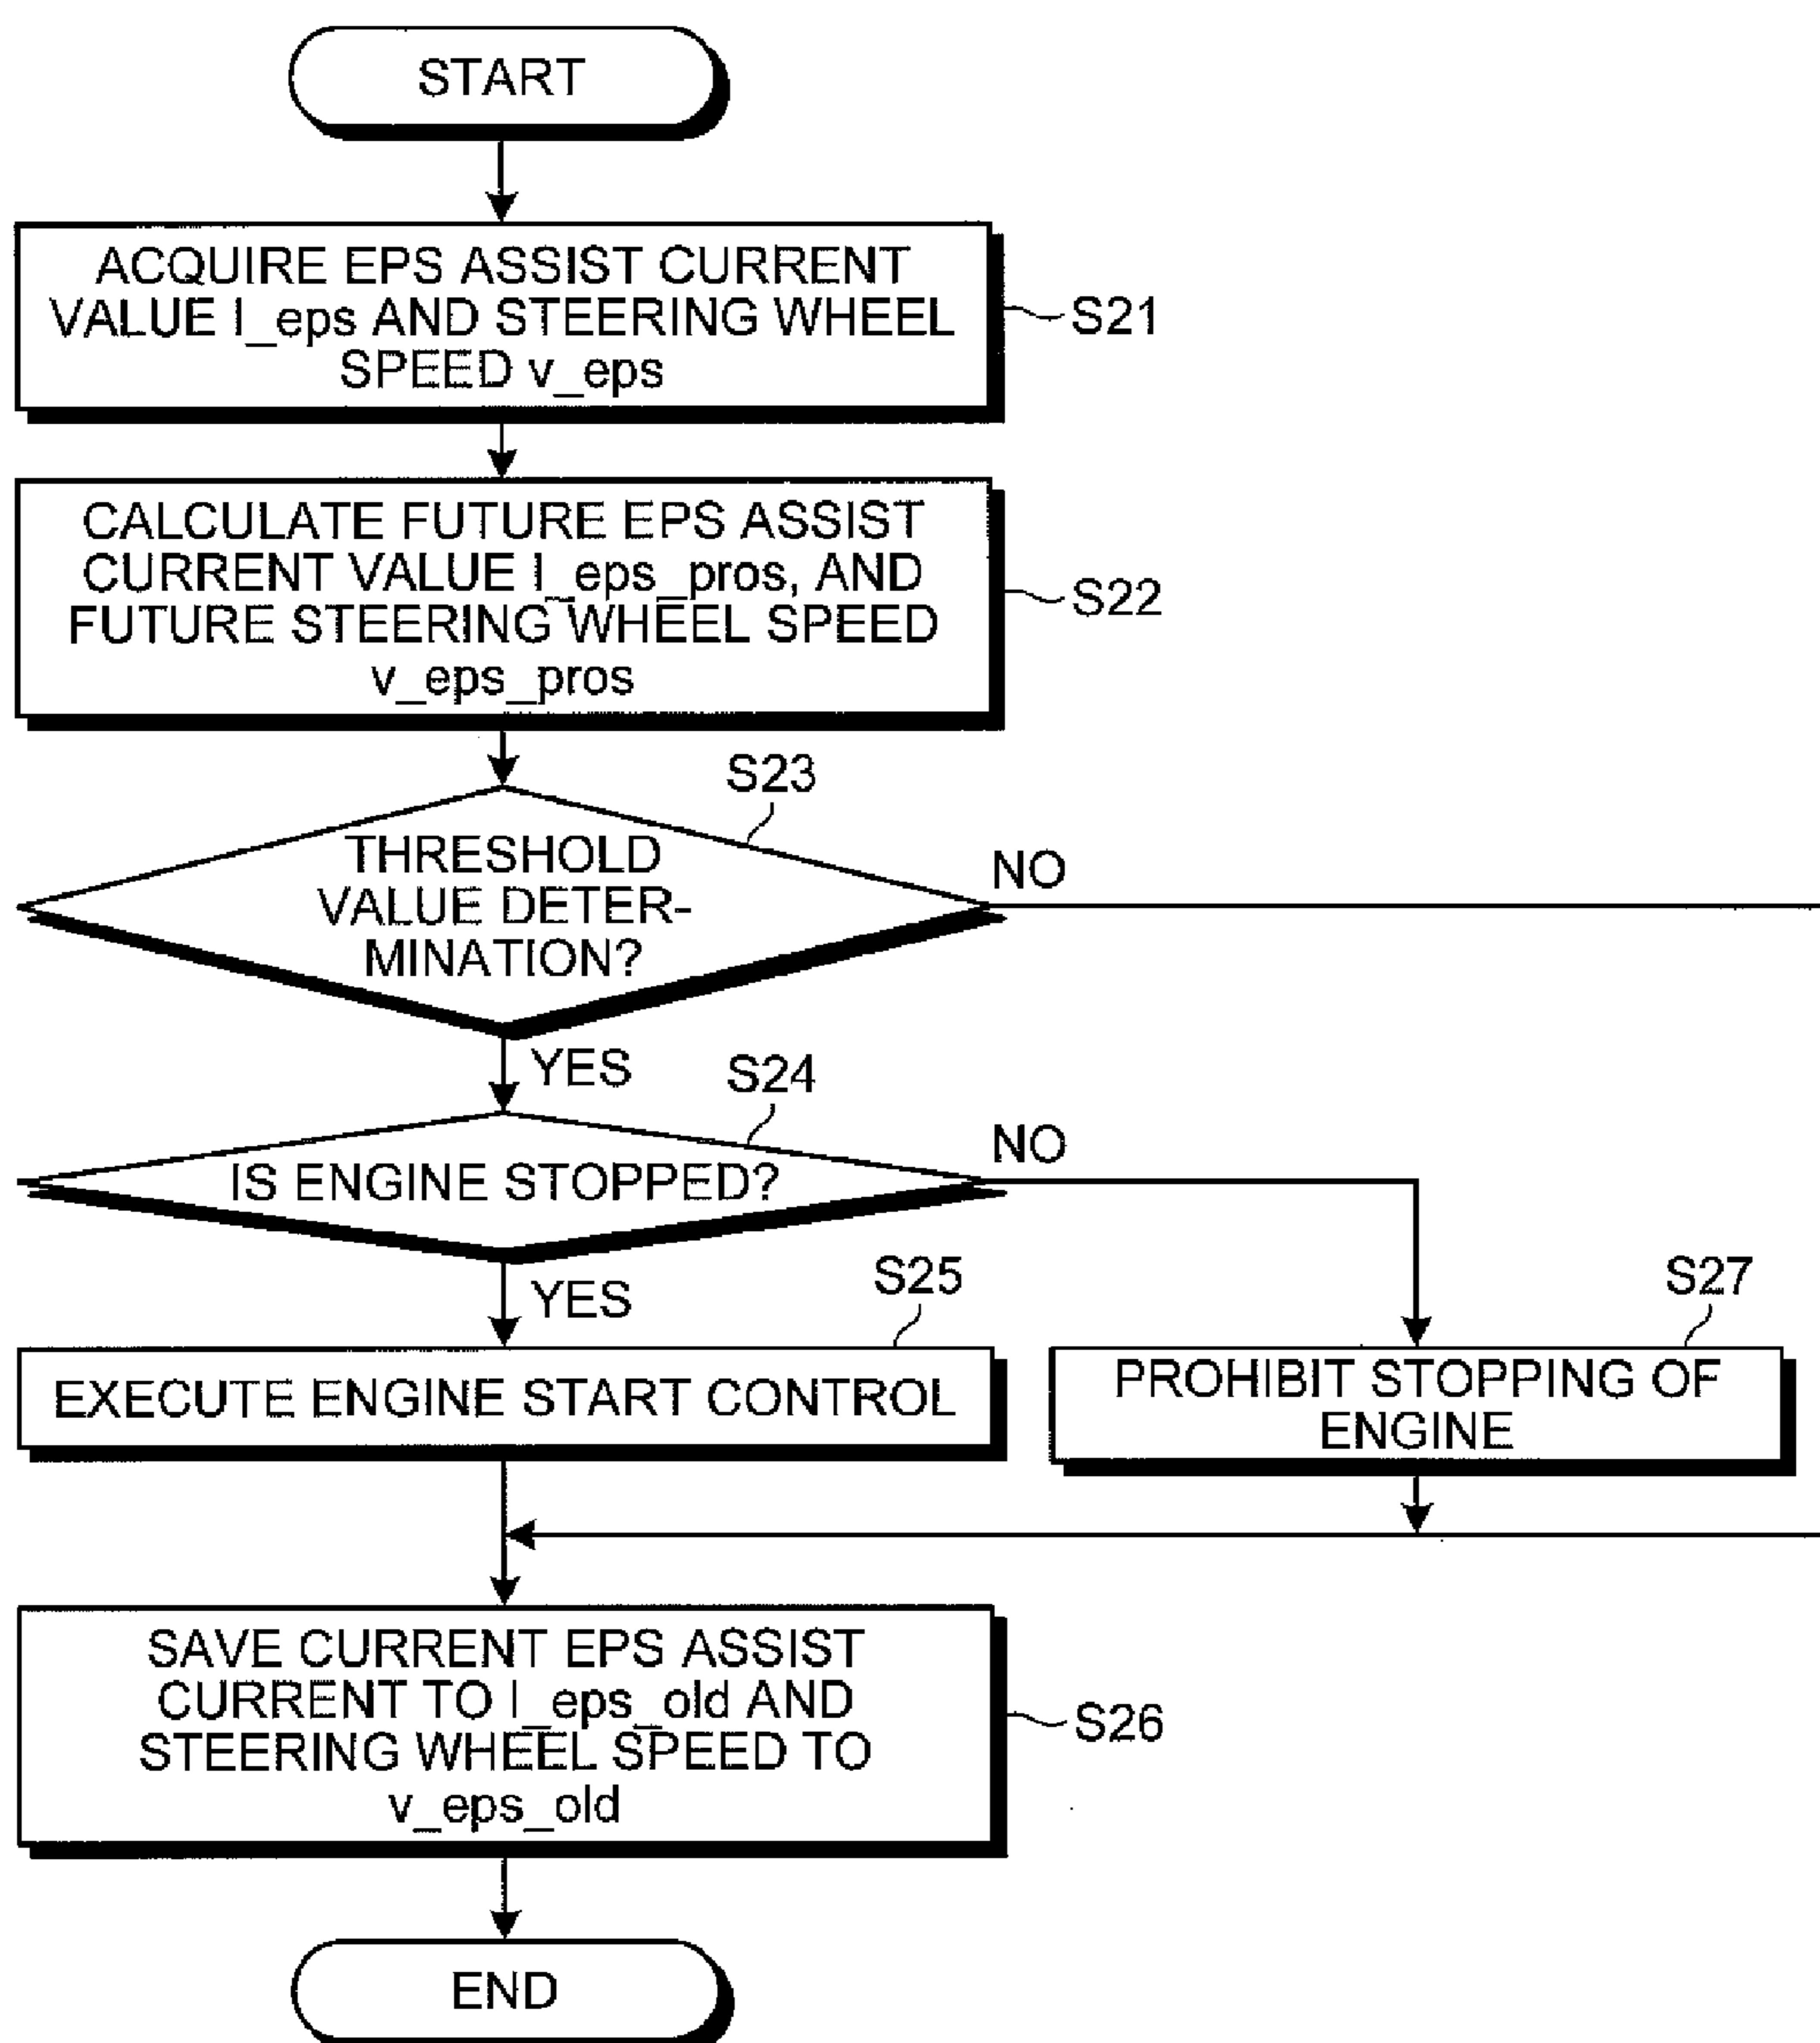 START
ACQUIRE EPS ASSIST CURRENT
VALUE I_eps AND STEERING WHEEL
SPEED v_eps
S21
CALCULATE FUTURE EPS ASSIST
CURRENT VALUE I_eps_pros, AND
FUTURE STEERING WHEEL SPEED
v_eps_pros
S22
S23
THRESHOLD
VALUE DETER-
MINATION?
NO
YES
S24
IS ENGINE STOPPED?
NO
YES
S25
EXECUTE ENGINE START CONTROL
S27
PROHIBIT STOPPING OF
ENGINE
SAVE CURRENT EPS ASSIST
CURRENT TO I_eps_old AND
STEERING WHEEL SPEED TO
v_eps_old
S26
END